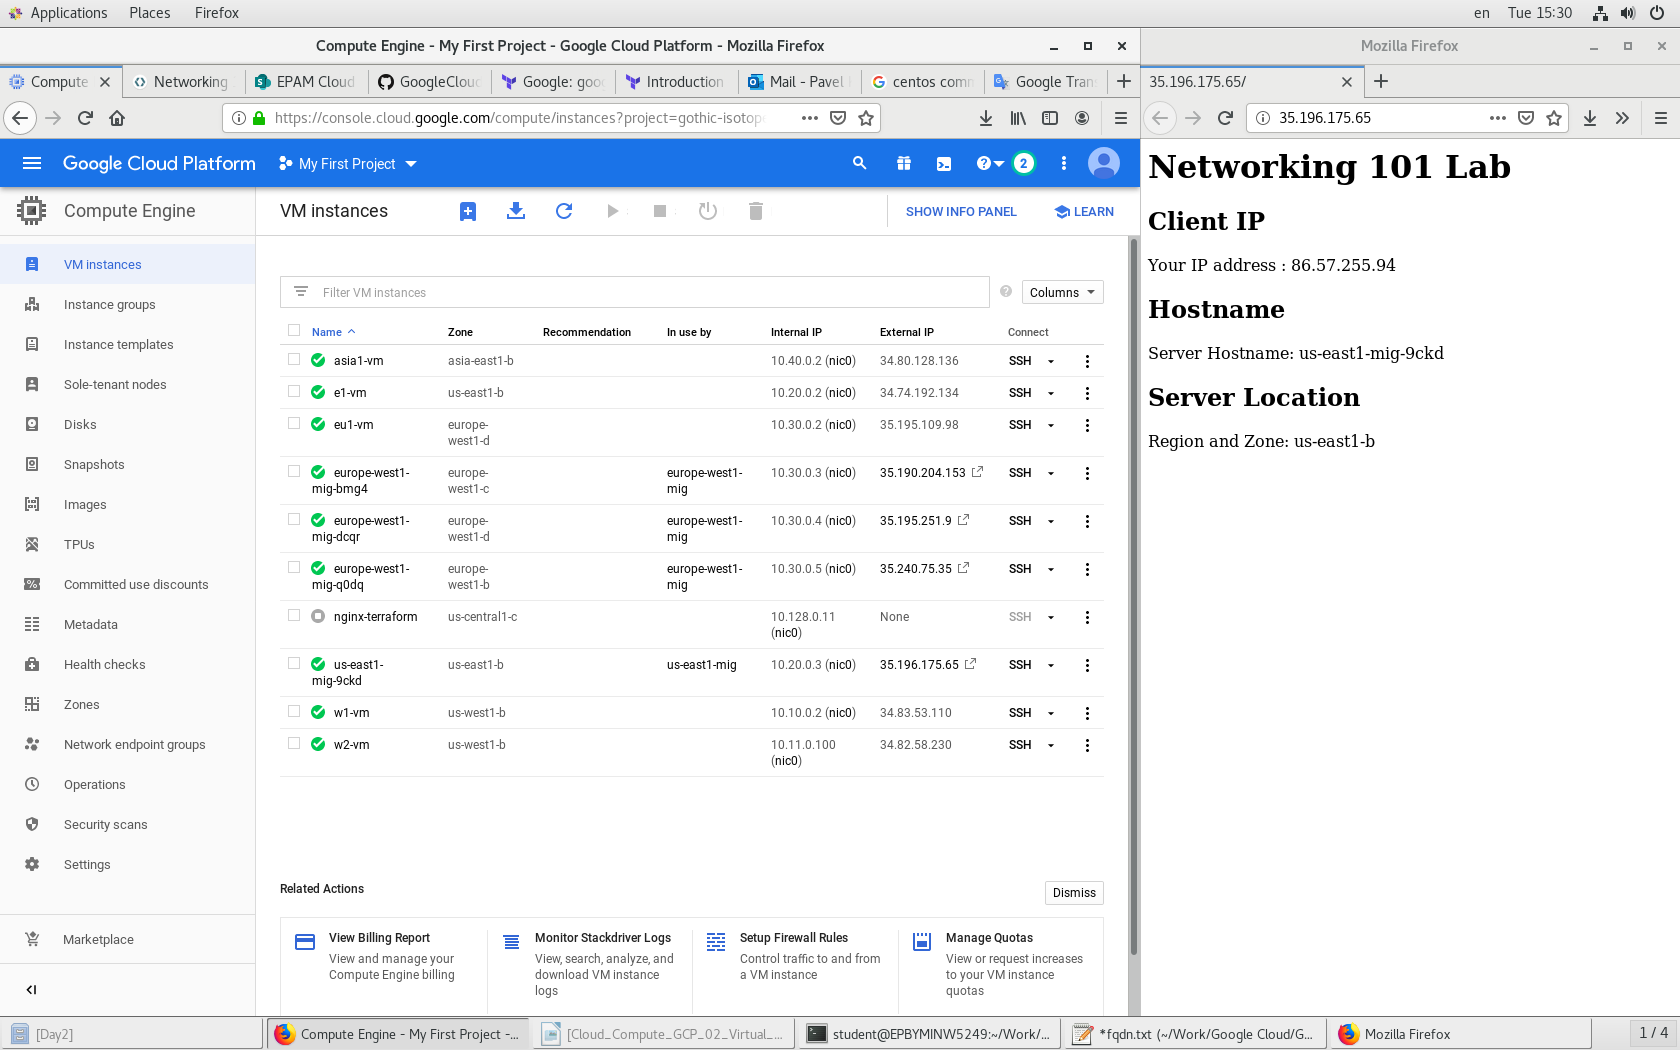 Applications Places Firefox en Tue 15:30
Compute Engine - My First Project - Google Cloud Platform - Mozilla Firefox
Mozilla Firefox
Compute Networking EPAM Cloud GoogleCloud Google: goog Introduction Mail - Pavel centos comm Google Tran
35.196.175.65/
https://console.cloud.google.com/compute/instances?project=gothic-isotope
35.196.175.65
Google Cloud Platform My First Project 2
Compute Engine
VM instances
SHOW INFO PANEL LEARN
VM instances
Instance groups
Instance templates
Sole-tenant nodes
Disks
Snapshots
Images
TPUs
Committed use discounts
Metadata
Health checks
Zones
Network endpoint groups
Operations
Security scans
Settings
Marketplace
Filter VM instances Columns
Name Zone Recommendation In use by Internal IP External IP Connect
asia1-vm asia-east1-b 10.40.0.2 (nic0) 34.80.128.136 SSH
e1-vm us-east1-b 10.20.0.2 (nic0) 34.74.192.134 SSH
eu1-vm europe- 10.30.0.2 (nic0) 35.195.109.98 SSH
west1-d
europe-west1- europe- europe-west1- 10.30.0.3 (nic0) 35.190.204.153 SSH
mig-bmg4 west1-c mig
europe-west1- europe- europe-west1- 10.30.0.4 (nic0) 35.195.251.9 SSH
mig-dcqr west1-d mig
europe-west1- europe- europe-west1- 10.30.0.5 (nic0) 35.240.75.35 SSH
mig-q0dq west1-b mig
nginx-terraform us-central1-c 10.128.0.11 None SSH
(nic0)
us-east1- us-east1-b us-east1-mig 10.20.0.3 (nic0) 35.196.175.65 SSH
mig-9ckd
w1-vm us-west1-b 10.10.0.2 (nic0) 34.83.53.110 SSH
w2-vm us-west1-b 10.11.0.100 34.82.58.230 SSH
(nic0)
Related Actions Dismiss
View Billing Report
View and manage your
Compute Engine billing
Monitor Stackdriver Logs
View, search, analyze, and
download VM instance
logs
Setup Firewall Rules
Control traffic to and from
a VM instance
Manage Quotas
View or request increases
to your VM instance
quotas
Networking 101 Lab
Client IP
Your IP address : 86.57.255.94
Hostname
Server Hostname: us-east1-mig-9ckd
Server Location
Region and Zone: us-east1-b
[Day2] Compute Engine - My First Project -... [Cloud_Compute_GCP_02_Virtual_... student@EPBYMINW5249:~/Work/... *fqdn.txt (~/Work/Google Cloud/G... Mozilla Firefox 1 / 4